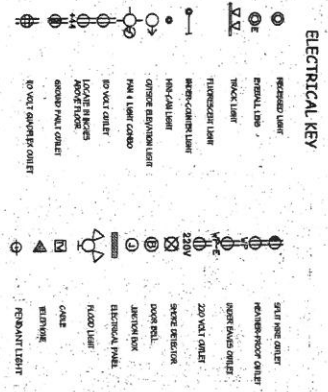 ELECTRICAL KEY
RECESSED LIGHT
EYEBALL LENS
TRACK LIGHT
FLUORESCENT LIGHT
UNDER-COUNTER LIGHT
MINI-CAN LIGHT
OUTSIDE ELEVATION LIGHT
FAN & LIGHT COMBO
110 VOLT OUTLET
LOCATE IN INCHES
ABOVE FLOOR
GROUND FAULT OUTLET
110 VOLT QUADPLEX OUTLET
SPLIT WIRE OUTLET
WP
WEATHER-PROOF OUTLET
WP-E
UNDER EAVES OUTLET
220V
220 VOLT OUTLET
SMOKE DETECTOR
B
DOOR BELL
J
JUNCTION BOX
ELECTRICAL PANEL
FLOOD LIGHT
CABLE
TELEPHONE
PENDANT LIGHT